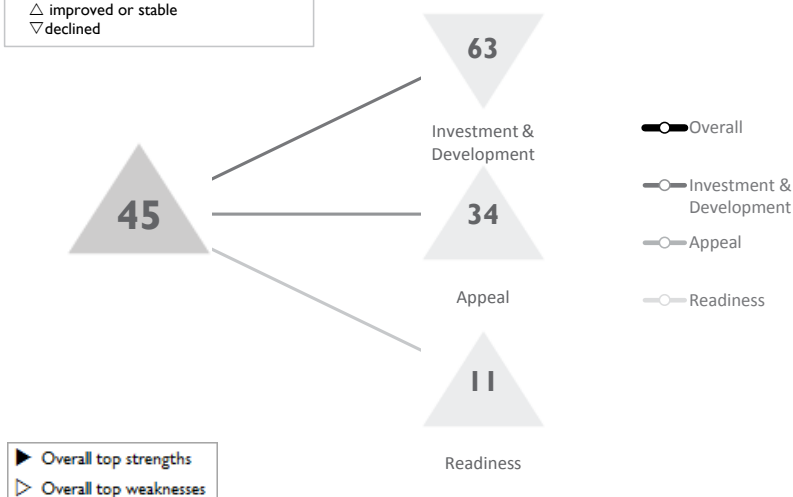 △ improved or stable
▽ declined
63
Investment &
Development
45
34
Appeal
11
Readiness
Overall
Investment &
Development
Appeal
Readiness
▶ Overall top strengths
▷ Overall top weaknesses